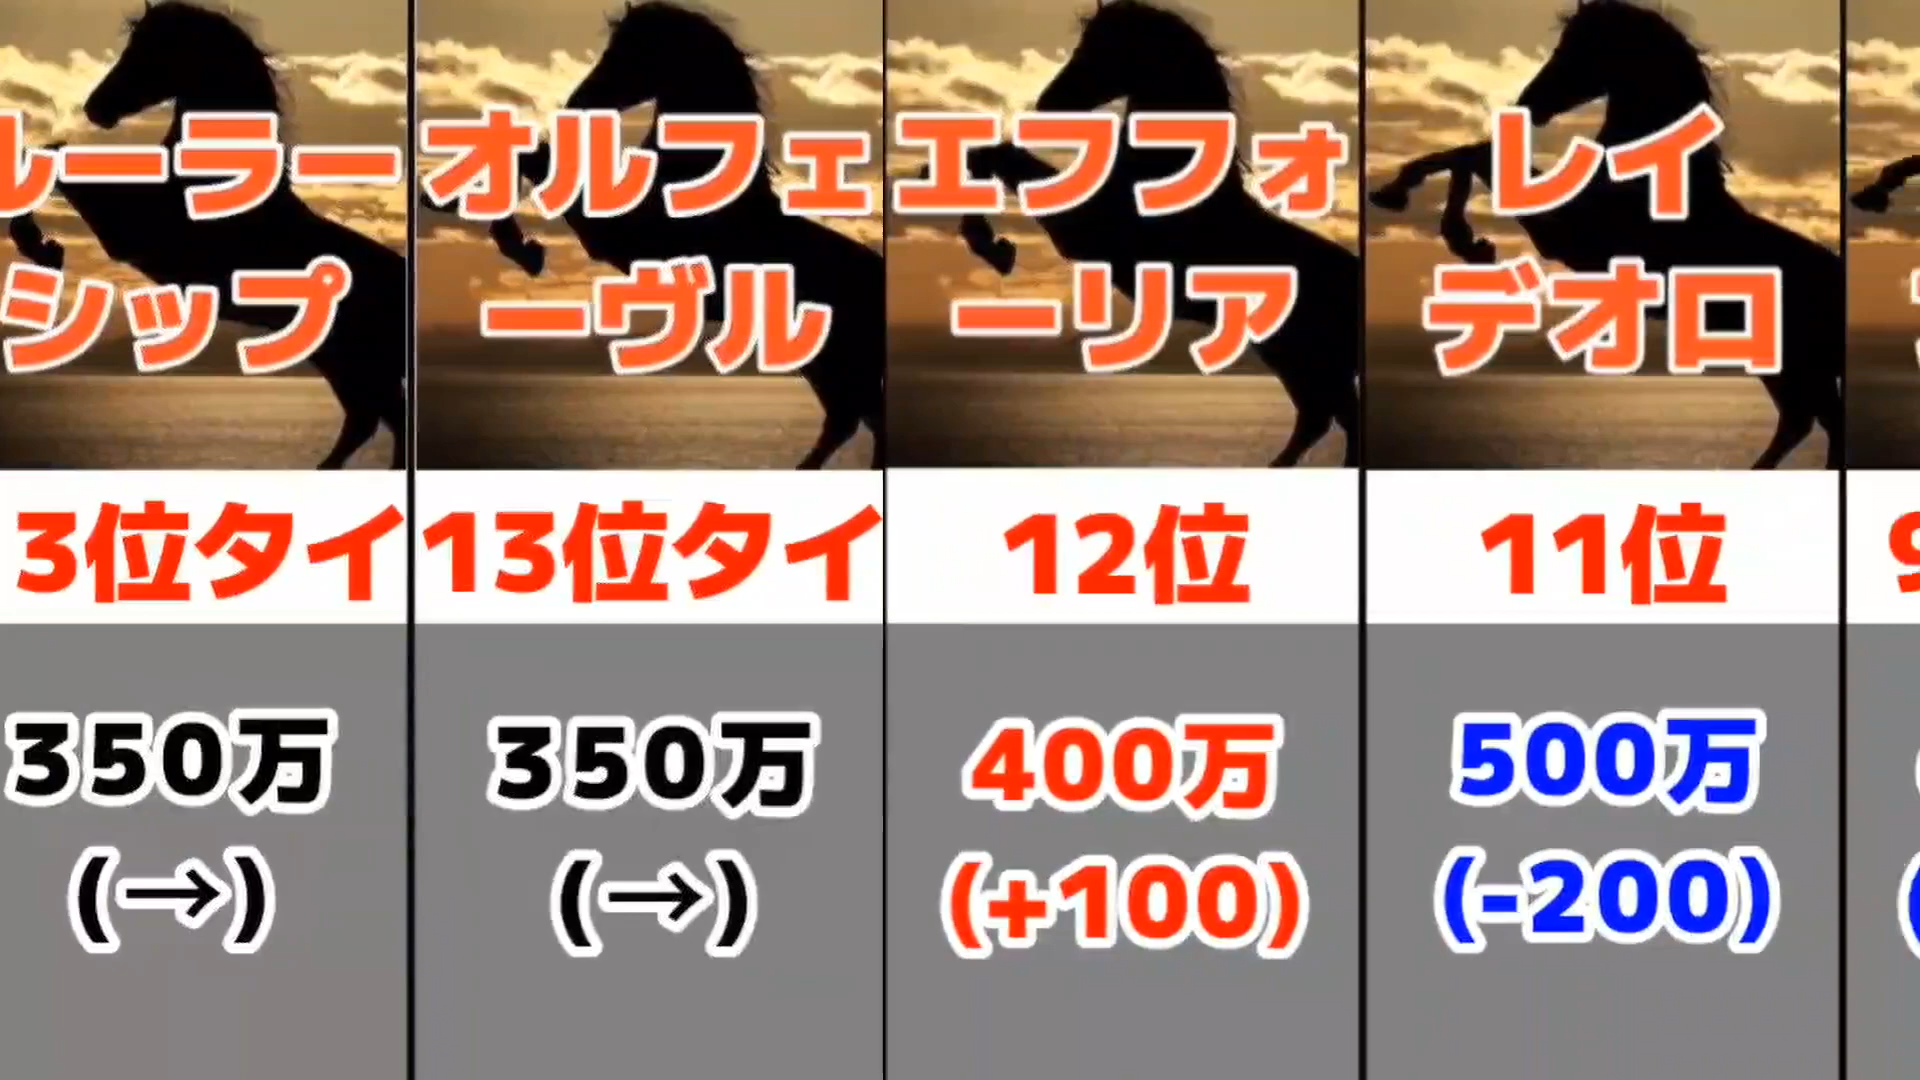 ルーラー
シップ
3位タイ
350万
(→)
オルフェ
ーヴル
13位タイ
350万
(→)
エフフォ
ーリア
12位
400万
(+100)
レイ
デオロ
11位
500万
(-200)
9